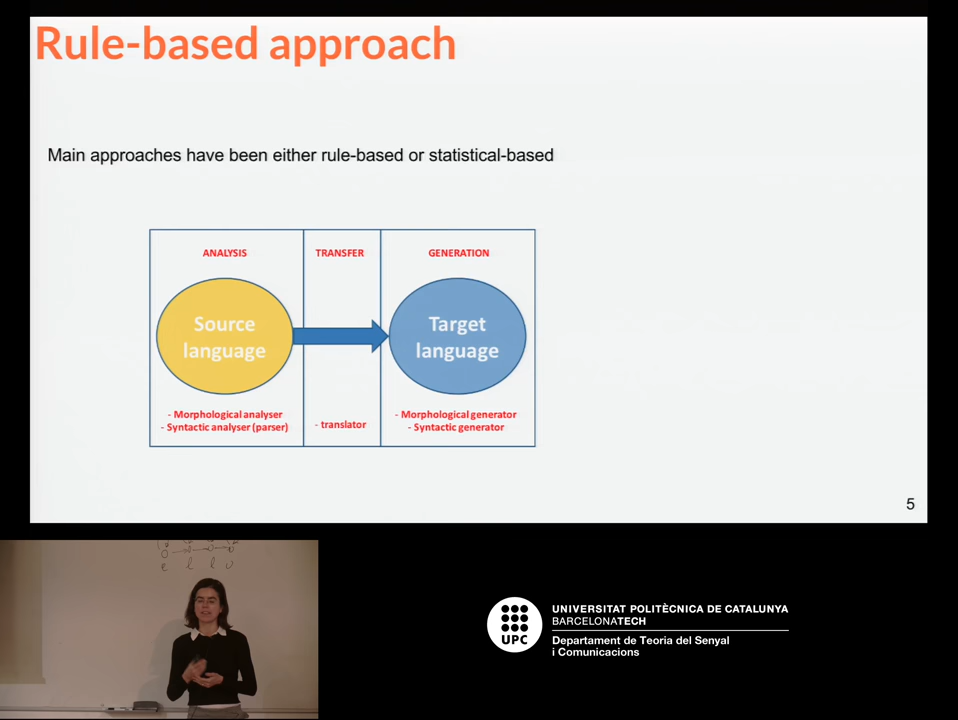 Rule-based approach
Main approaches have been either rule-based or statistical-based
ANALYSIS
TRANSFER
GENERATION
Source
language
Target
language
- Morphological analyser
- Syntactic analyser (parser)
- translator
- Morphological generator
- Syntactic generator
5
e l l o
UPC
UNIVERSITAT POLITÈCNICA DE CATALUNYA
BARCELONATECH
Departament de Teoria del Senyal
i Comunicacions